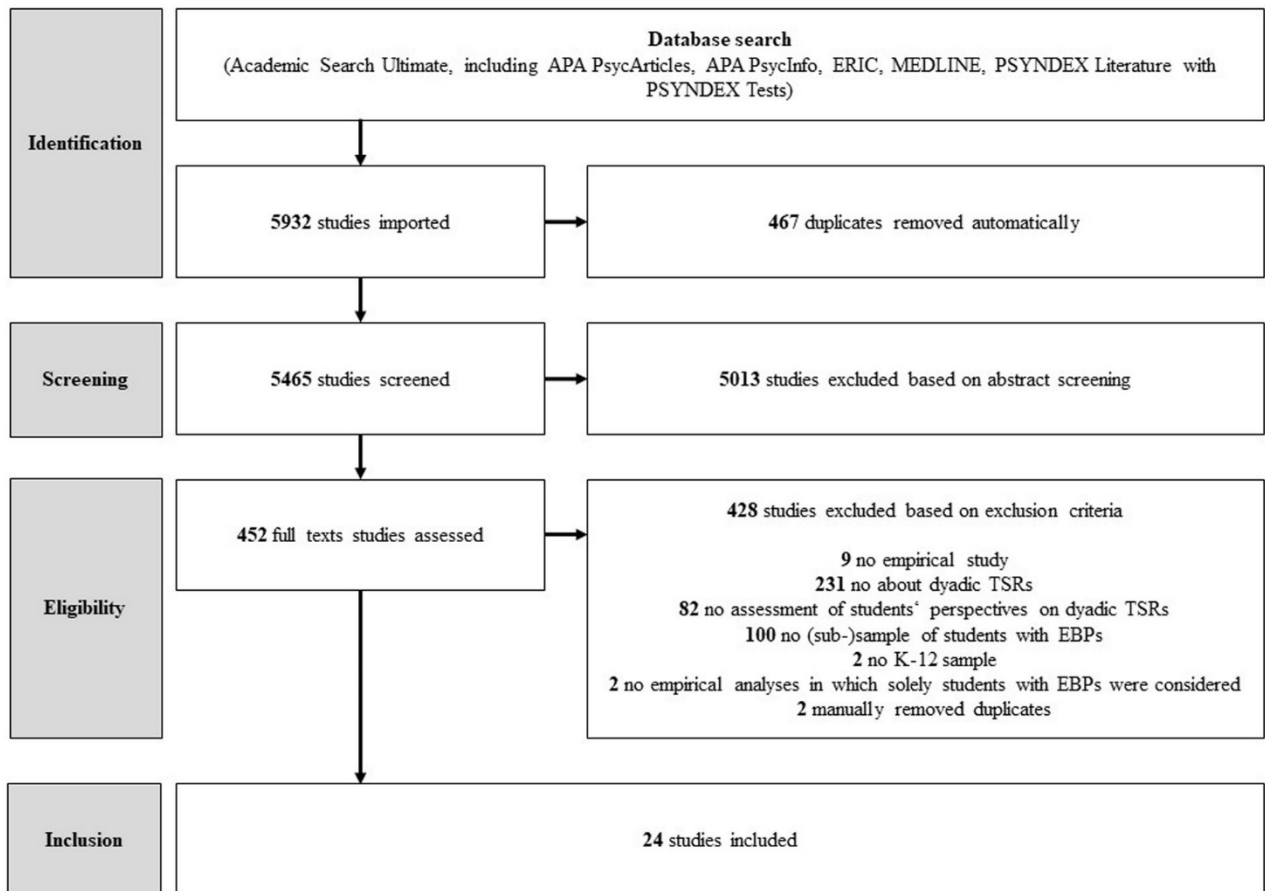 Identification
Database search
(Academic Search Ultimate, including APA PsycArticles, APA PsycInfo, ERIC, MEDLINE, PSYNDEX Literature with
PSYNDEX Tests)
5932 studies imported
467 duplicates removed automatically
Screening
5465 studies screened
5013 studies excluded based on abstract screening
Eligibility
452 full texts studies assessed
428 studies excluded based on exclusion criteria
9 no empirical study
231 no about dyadic TSRs
82 no assessment of students‘ perspectives on dyadic TSRs
100 no (sub-)sample of students with EBPs
2 no K-12 sample
2 no empirical analyses in which solely students with EBPs were considered
2 manually removed duplicates
Inclusion
24 studies included